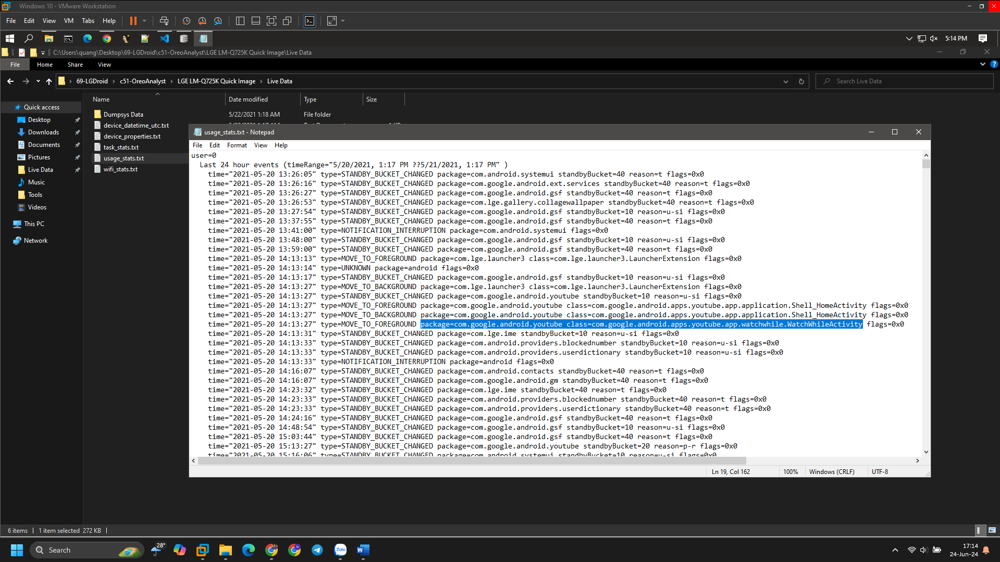 Windows 10 - VMware Workstation
File Edit View VM Tabs Help
5:14 PM
C:\Users\quang\Desktop\69-LGDroid\c51-OreoAnalyst\LGE LM-Q725K Quick Image\Live Data
File Home Share View
69-LGDroid c51-OreoAnalyst LGE LM-Q725K Quick Image Live Data
Search Live Data
Name Date modified Type Size
Quick access
Desktop
Downloads
Documents
Pictures
Live Data
Music
Tools
Videos
This PC
Network
Dumpsys Data 5/22/2021 1:18 AM File folder
device_datetime_utc.txt
device_properties.txt
task_stats.txt
usage_stats.txt
wifi_stats.txt
usage_stats.txt - Notepad
File Edit Format View Help
user=0
Last 24 hour events (timeRange="5/20/2021, 1:17 PM ??5/21/2021, 1:17 PM" )
time="2021-05-20 13:26:05" type=STANDBY_BUCKET_CHANGED package=com.android.systemui standbyBucket=40 reason=t flags=0x0
time="2021-05-20 13:26:16" type=STANDBY_BUCKET_CHANGED package=com.google.android.ext.services standbyBucket=40 reason=t flags=0x0
time="2021-05-20 13:26:27" type=STANDBY_BUCKET_CHANGED package=com.google.android.gsf standbyBucket=40 reason=t flags=0x0
time="2021-05-20 13:26:53" type=STANDBY_BUCKET_CHANGED package=com.lge.gallery.collagewallpaper standbyBucket=40 reason=t flags=0x0
time="2021-05-20 13:27:54" type=STANDBY_BUCKET_CHANGED package=com.google.android.gsf standbyBucket=10 reason=u-si flags=0x0
time="2021-05-20 13:37:55" type=STANDBY_BUCKET_CHANGED package=com.google.android.gsf standbyBucket=40 reason=t flags=0x0
time="2021-05-20 13:41:00" type=NOTIFICATION_INTERRUPTION package=com.android.systemui flags=0x0
time="2021-05-20 13:48:00" type=STANDBY_BUCKET_CHANGED package=com.google.android.gsf standbyBucket=10 reason=u-si flags=0x0
time="2021-05-20 13:59:00" type=STANDBY_BUCKET_CHANGED package=com.google.android.gsf standbyBucket=40 reason=t flags=0x0
time="2021-05-20 14:13:13" type=MOVE_TO_FOREGROUND package=com.lge.launcher3 class=com.lge.launcher3.LauncherExtension flags=0x0
time="2021-05-20 14:13:14" type=UNKNOWN package=android flags=0x0
time="2021-05-20 14:13:17" type=STANDBY_BUCKET_CHANGED package=com.google.android.gsf standbyBucket=10 reason=u-si flags=0x0
time="2021-05-20 14:13:27" type=MOVE_TO_BACKGROUND package=com.lge.launcher3 class=com.lge.launcher3.LauncherExtension flags=0x0
time="2021-05-20 14:13:27" type=STANDBY_BUCKET_CHANGED package=com.google.android.youtube standbyBucket=10 reason=u-si flags=0x0
time="2021-05-20 14:13:27" type=MOVE_TO_FOREGROUND package=com.google.android.youtube class=com.google.android.apps.youtube.app.application.Shell_HomeActivity flags=0x0
time="2021-05-20 14:13:27" type=MOVE_TO_BACKGROUND package=com.google.android.youtube class=com.google.android.apps.youtube.app.application.Shell_HomeActivity flags=0x0
time="2021-05-20 14:13:27" type=MOVE_TO_FOREGROUND package=com.google.android.youtube class=com.google.android.apps.youtube.app.watchwhile.WatchWhileActivity flags=0x0
time="2021-05-20 14:13:31" type=STANDBY_BUCKET_CHANGED package=com.lge.ime standbyBucket=10 reason=u-si flags=0x0
time="2021-05-20 14:13:33" type=STANDBY_BUCKET_CHANGED package=com.android.providers.blockednumber standbyBucket=10 reason=u-si flags=0x0
time="2021-05-20 14:13:33" type=STANDBY_BUCKET_CHANGED package=com.android.providers.userdictionary standbyBucket=10 reason=u-si flags=0x0
time="2021-05-20 14:13:33" type=NOTIFICATION_INTERRUPTION package=android flags=0x0
time="2021-05-20 14:16:07" type=STANDBY_BUCKET_CHANGED package=com.android.contacts standbyBucket=40 reason=t flags=0x0
time="2021-05-20 14:16:07" type=STANDBY_BUCKET_CHANGED package=com.google.android.gm standbyBucket=40 reason=t flags=0x0
time="2021-05-20 14:23:32" type=STANDBY_BUCKET_CHANGED package=com.lge.ime standbyBucket=40 reason=t flags=0x0
time="2021-05-20 14:23:33" type=STANDBY_BUCKET_CHANGED package=com.android.providers.blockednumber standbyBucket=40 reason=t flags=0x0
time="2021-05-20 14:23:33" type=STANDBY_BUCKET_CHANGED package=com.android.providers.userdictionary standbyBucket=40 reason=t flags=0x0
time="2021-05-20 14:24:16" type=STANDBY_BUCKET_CHANGED package=com.google.android.gsf standbyBucket=40 reason=t flags=0x0
time="2021-05-20 14:48:54" type=STANDBY_BUCKET_CHANGED package=com.google.android.gsf standbyBucket=10 reason=u-si flags=0x0
time="2021-05-20 15:03:44" type=STANDBY_BUCKET_CHANGED package=com.google.android.gsf standbyBucket=40 reason=t flags=0x0
time="2021-05-20 15:13:27" type=STANDBY_BUCKET_CHANGED package=com.google.android.youtube standbyBucket=20 reason=p-r flags=0x0
time="2021-05-20 15:16:06" type=STANDBY_BUCKET_CHANGED package=com.android.systemui standbyBucket=10 reason=u-si flags=0x0
Ln 19, Col 162 100% Windows (CRLF) UTF-8
6 items 1 item selected 272 KB
Search
28°
Zalo
17:14
24-Jun-24